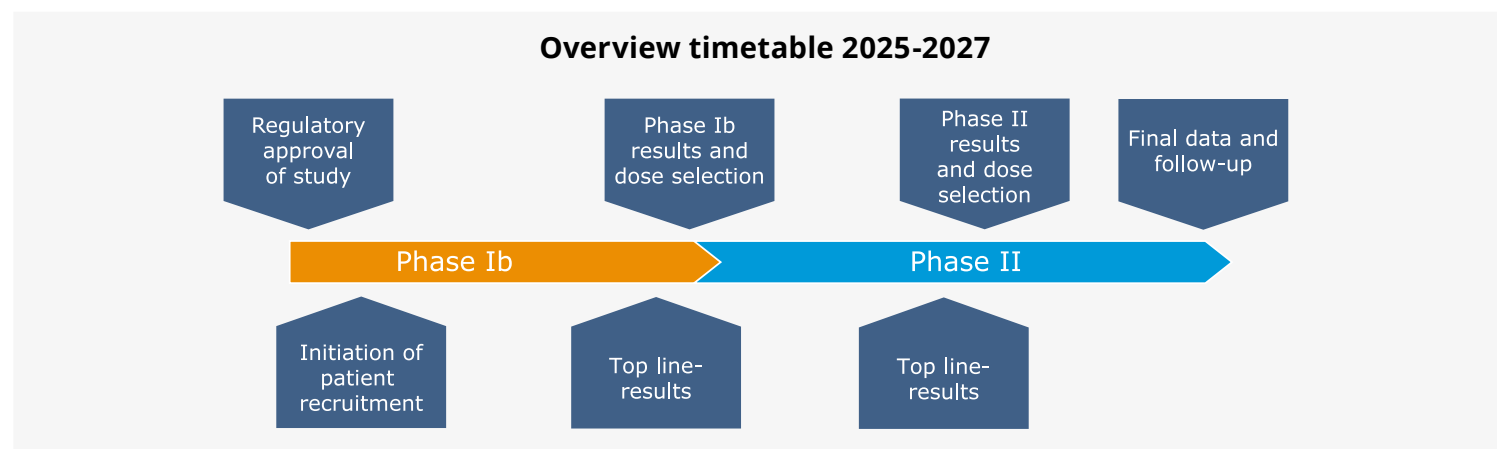 Overview timetable 2025-2027
Regulatory
approval
of study
Phase Ib
results and
dose selection
Phase II
results
and dose
selection
Final data and
follow-up
Phase Ib
Phase II
Initiation of
patient
recruitment
Top line-
results
Top line-
results